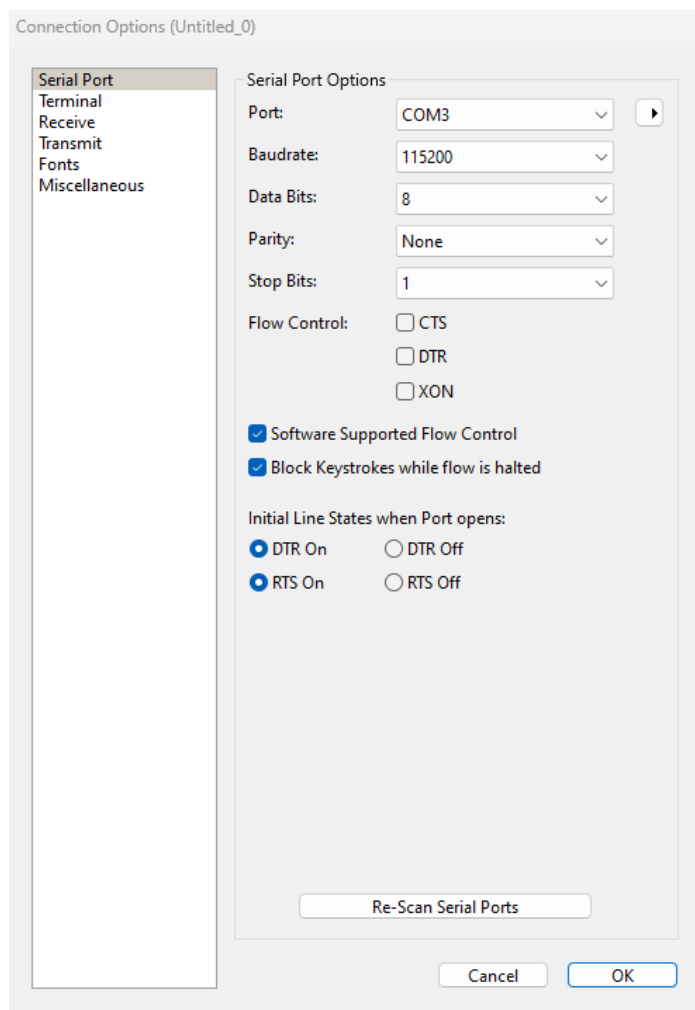 Connection Options (Untitled_0)
Serial Port
Terminal
Receive
Transmit
Fonts
Miscellaneous
Serial Port Options
Port: COM3
Baudrate: 115200
Data Bits: 8
Parity: None
Stop Bits: 1
Flow Control: CTS
DTR
XON
Software Supported Flow Control
Block Keystrokes while flow is halted
Initial Line States when Port opens:
DTR On DTR Off
RTS On RTS Off
Re-Scan Serial Ports
Cancel OK